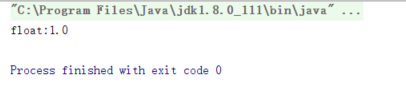 "C:\Program Files\Java\jdk1.8.0_111\bin\java" ...
float:1.0
Process finished with exit code 0